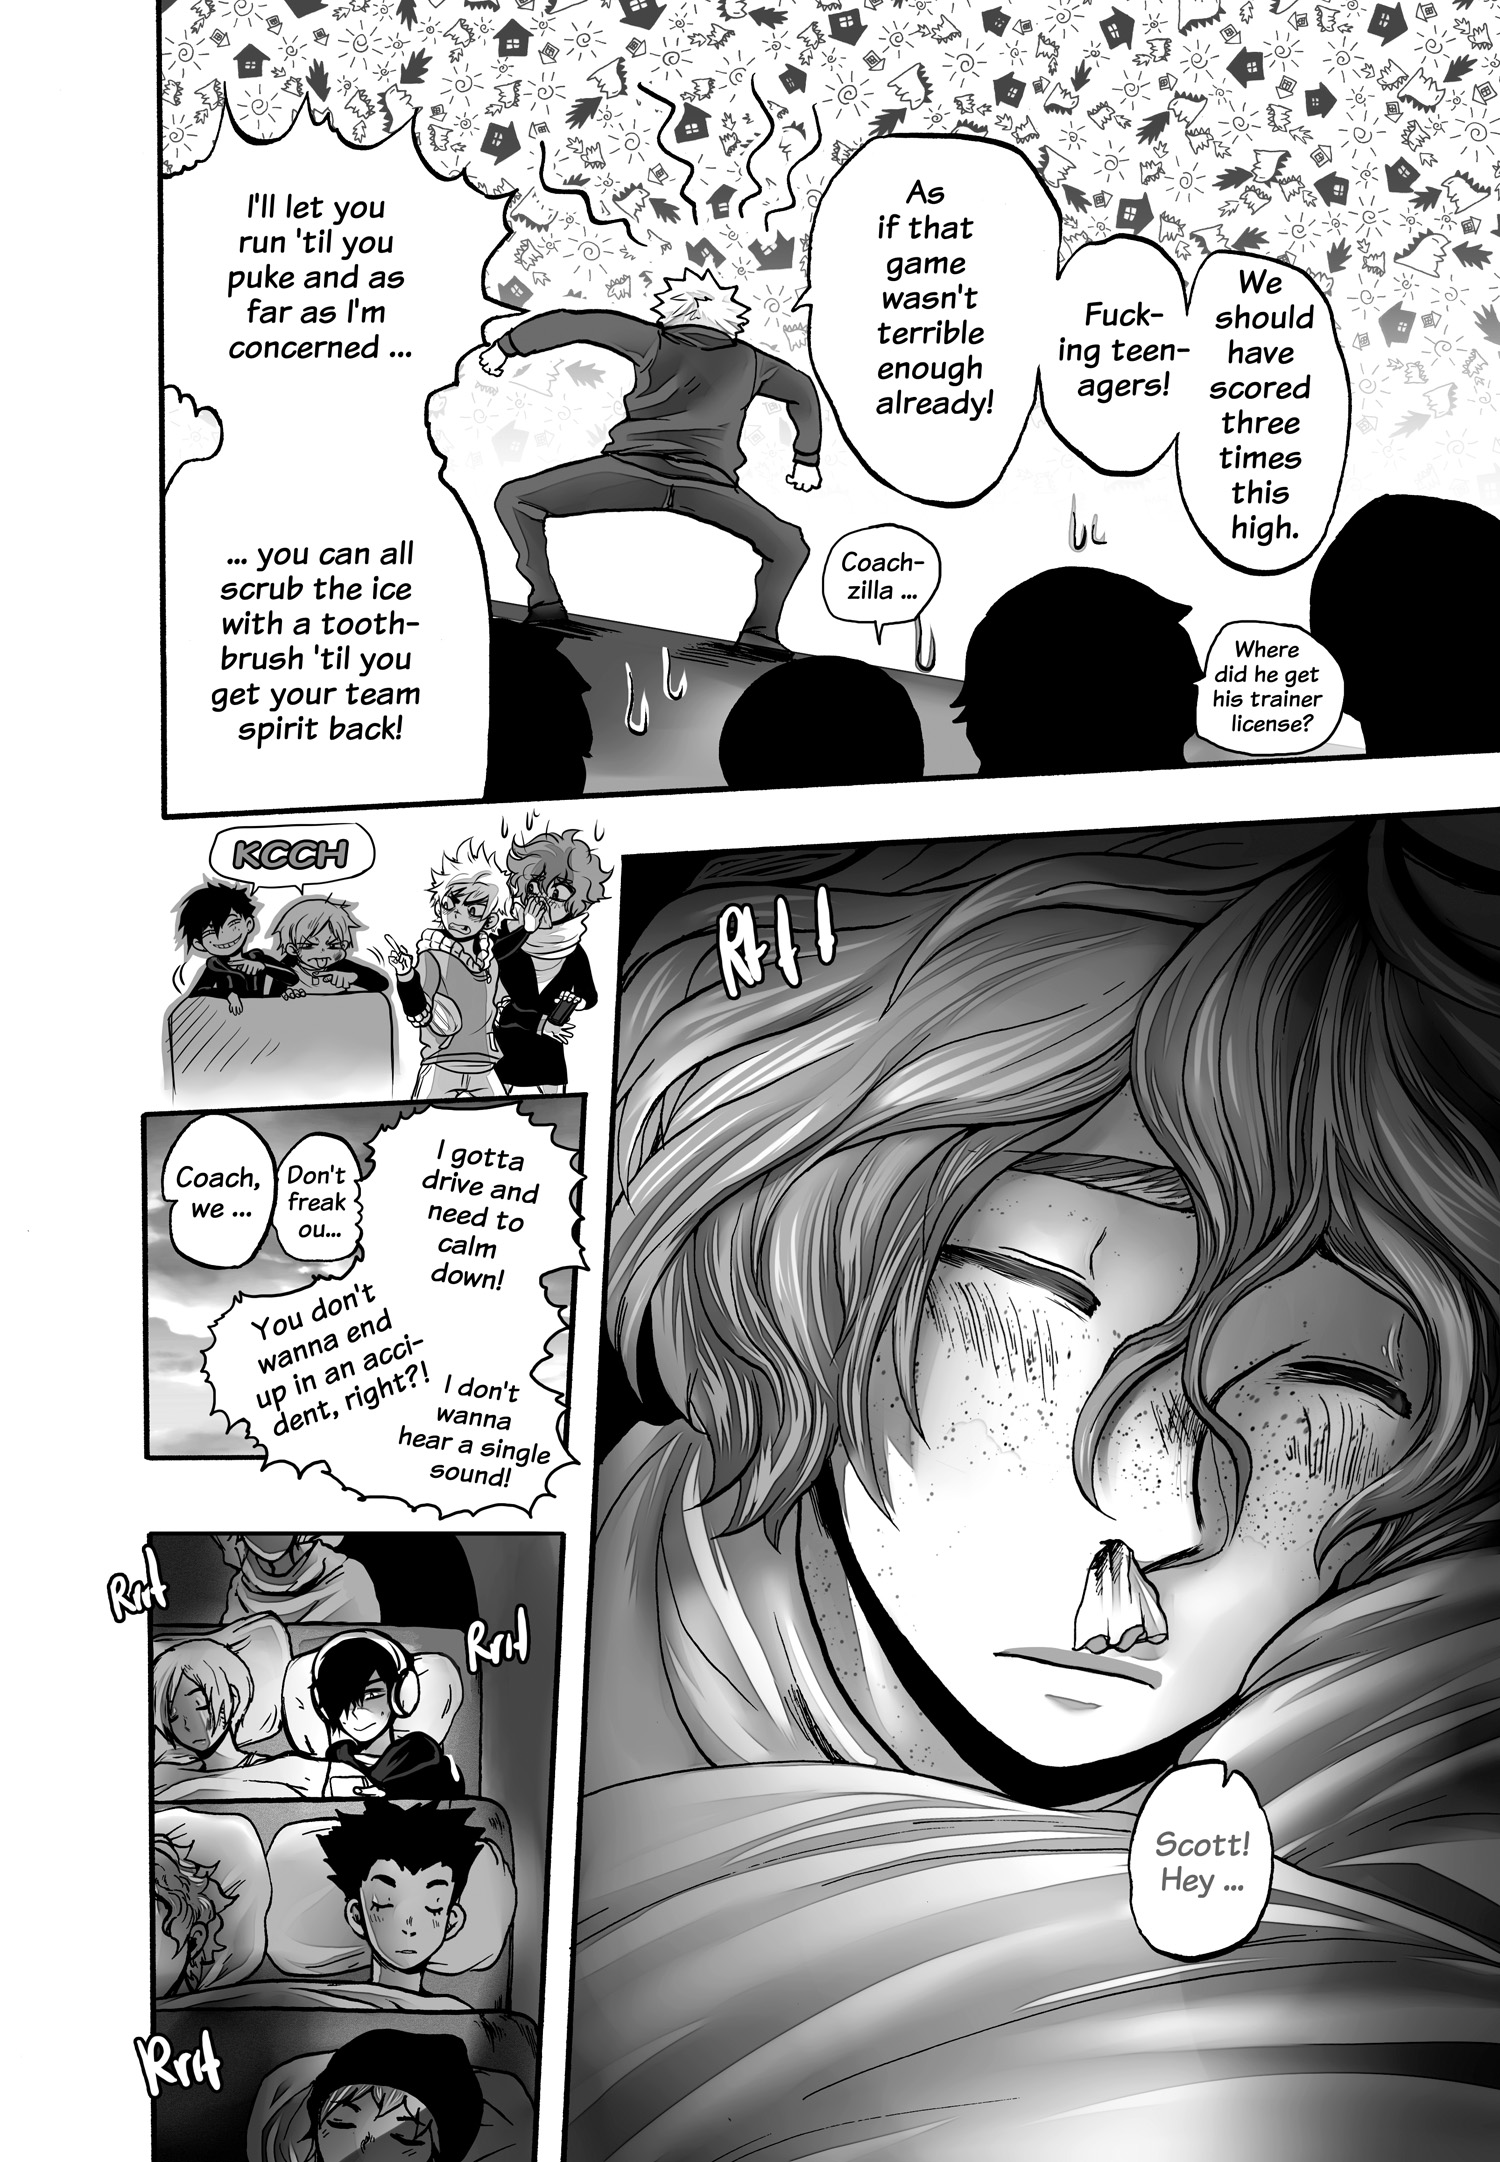 I'll let you
run 'til you
puke and as
far as I'm
concerned ...
... you can all
scrub the ice
with a tooth-
brush 'til you
get your team
spirit back!
As
if that
game
wasn't
terrible
enough
already!
Fuck-
ing teen-
agers!
We
should
have
scored
three
times
this
high.
Coach-
zilla ...
Where
did he get
his trainer
license?
KCCH
Coach,
we ...
Don't
freak
ou...
I gotta
drive and
need to
calm
down!
You don't
wanna end
up in an acci-
dent, right?!
I don't
wanna
hear a single
sound!
Rrrt
Rrrt
Rrrt
Scott!
Hey ...